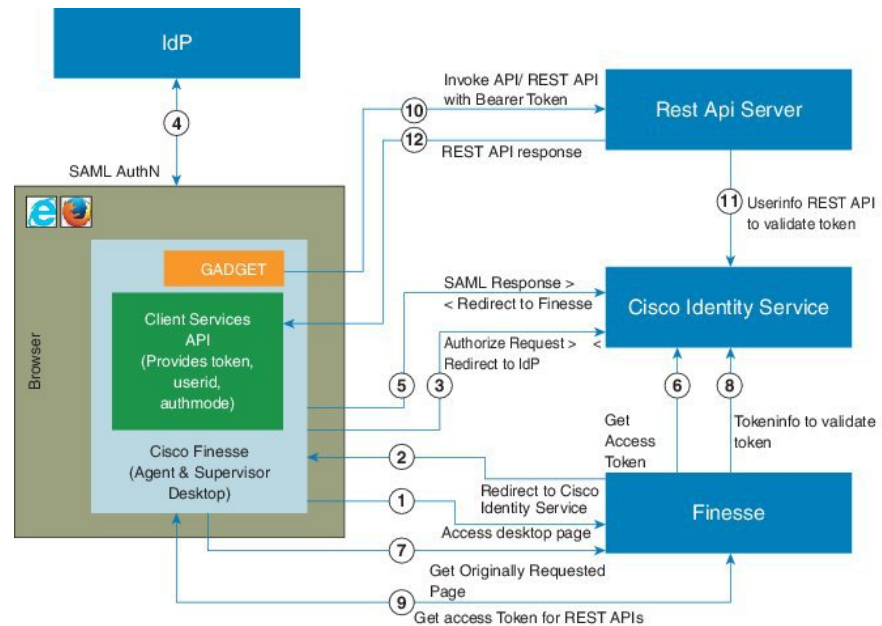 IdP
4
SAML AuthN
Browser
GADGET
Client Services
API
(Provides token,
userid,
authmode)
Cisco Finesse
(Agent & Supervisor
Desktop)
Invoke API/ REST API
with Bearer Token
10
12
REST API response
Rest Api Server
11
Userinfo REST API
to validate token
SAML Response >
< Redirect to Finesse
Cisco Identity Service
Authorize Request > <
Redirect to IdP
5
3
6
8
Get
Access
Token
Tokeninfo to validate
token
2
Redirect to Cisco
Identity Service
1
Access desktop page
Finesse
7
Get Originally Requested
Page
9
Get access Token for REST APIs